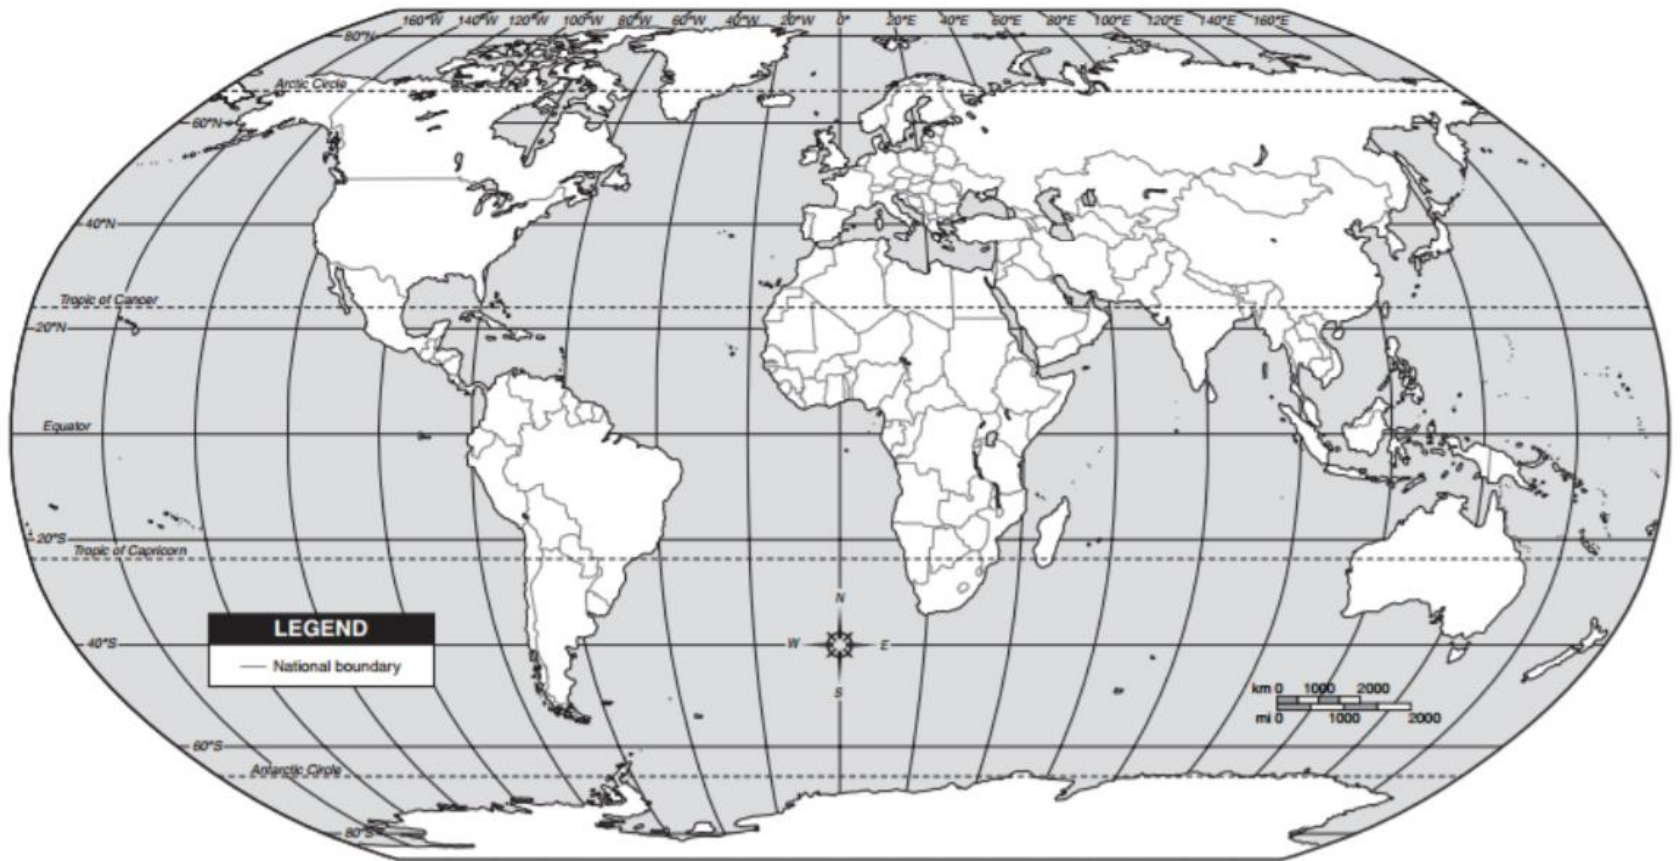 160°W 140°W 120°W 100°W 80°W 60°W 40°W 20°W 0° 20°E 40°E 60°E 80°E 100°E 120°E 140°E 160°E
80°N
Arctic Circle
60°N
40°N
Tropic of Cancer
20°N
Equator
20°S
Tropic of Capricorn
N
LEGEND
W E
40°S
National boundary
S
km 0 1000 2000
mi 0 1000 2000
60°S
Antarctic Circle
80°S